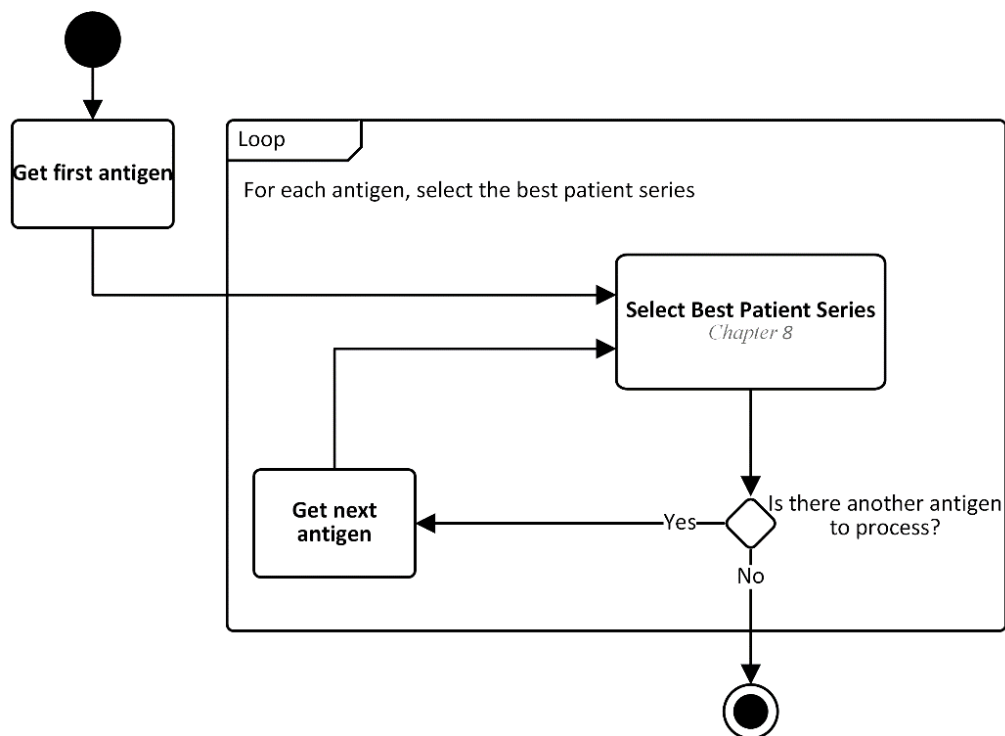 Get first antigen
Loop
For each antigen, select the best patient series
Select Best Patient Series
Chapter 8
Get next
antigen
Yes
Is there another antigen
to process?
No